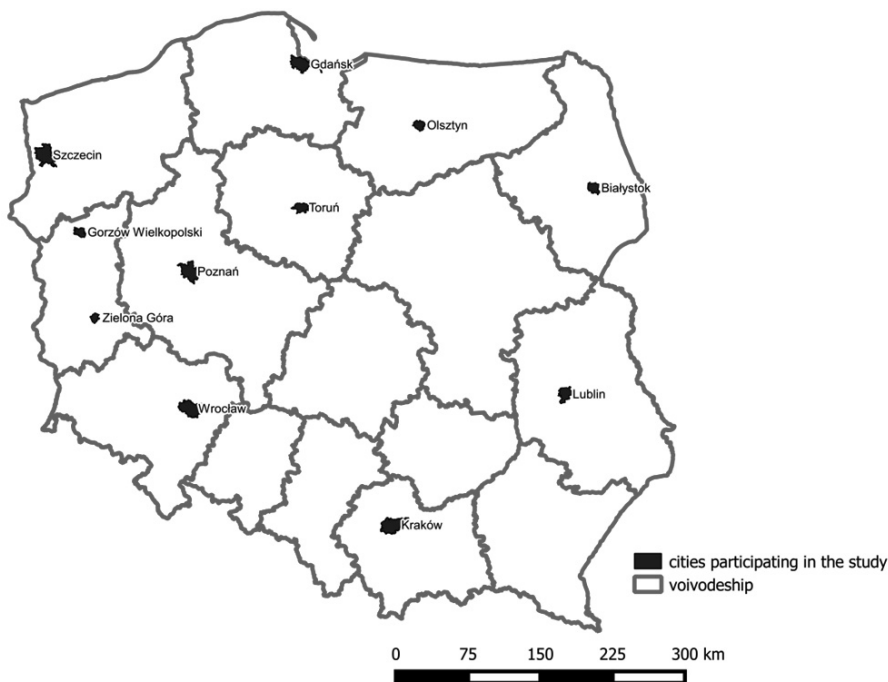 Gdańsk
Olsztyn
Szczecin
Białystok
Toruń
Gorzów Wielkopolski
Poznań
Zielona Góra
Lublin
Wrocław
Kraków
cities participating in the study
voivodeship
0 75 150 225 300 km